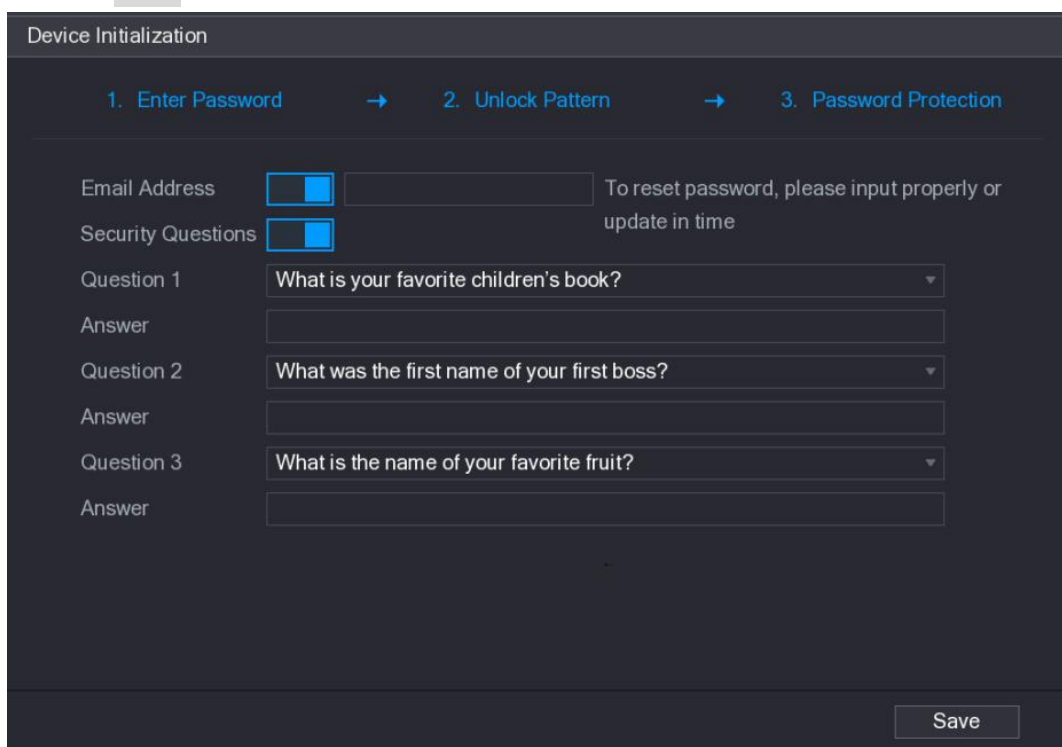 Device Initialization
1. Enter Password → 2. Unlock Pattern → 3. Password Protection
Email Address To reset password, please input properly or
update in time
Security Questions
Question 1 What is your favorite children’s book?
Answer
Question 2 What was the first name of your first boss?
Answer
Question 3 What is the name of your favorite fruit?
Answer
Save